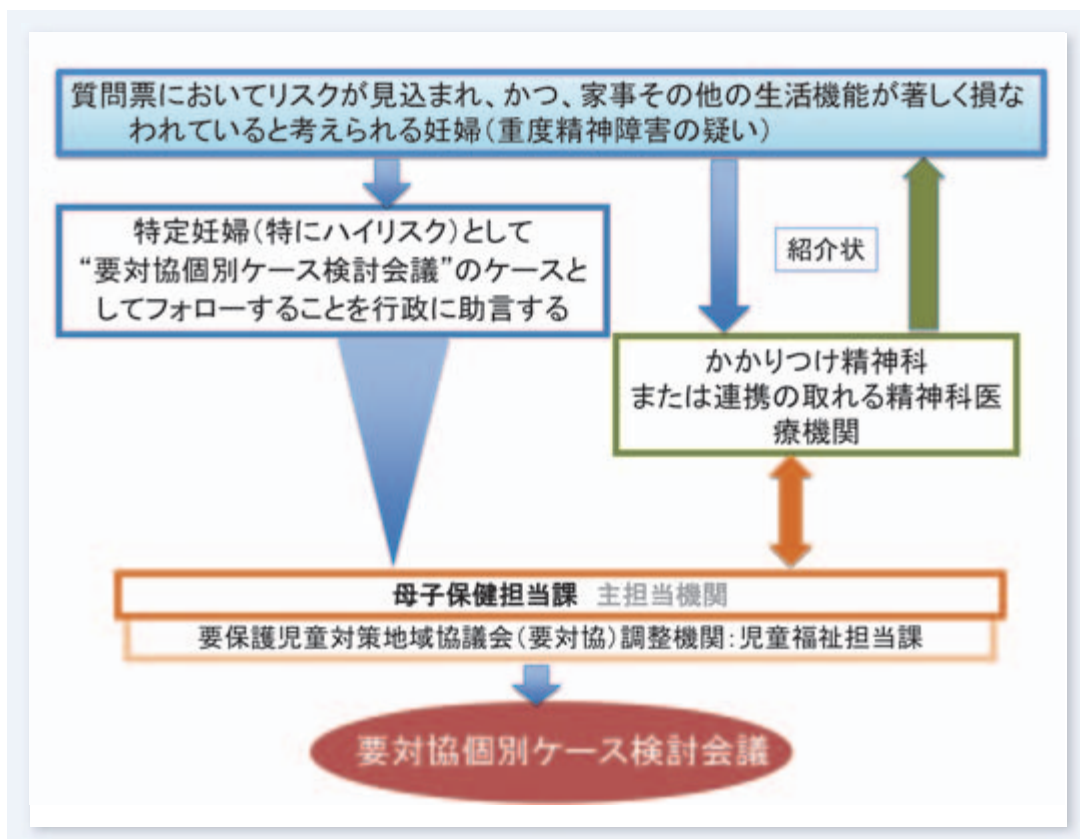 質問票においてリスクが見込まれ、かつ、家事その他の生活機能が著しく損な
われていると考えられる妊婦(重度精神障害の疑い)
特定妊婦(特にハイリスク)として
“要対協個別ケース検討会議”のケースと
してフォローすることを行政に助言する
紹介状
かかりつけ精神科
または連携の取れる精神科医
療機関
母子保健担当課 主担当機関
要保護児童対策地域協議会(要対協)調整機関:児童福祉担当課
要対協個別ケース検討会議